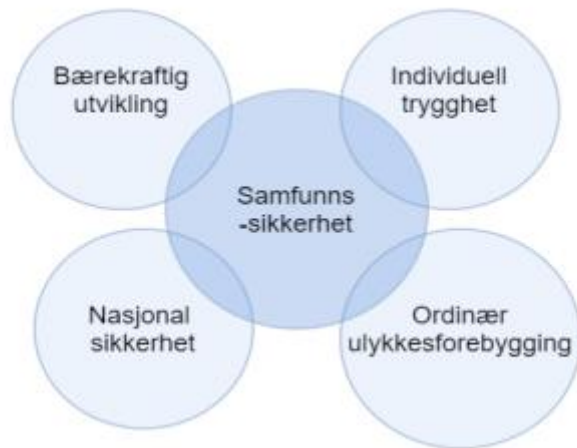 Bærekraftig
utvikling
Individuell
trygghet
Samfunns
-sikkerhet
Nasjonal
sikkerhet
Ordinær
ulykkesforebygging